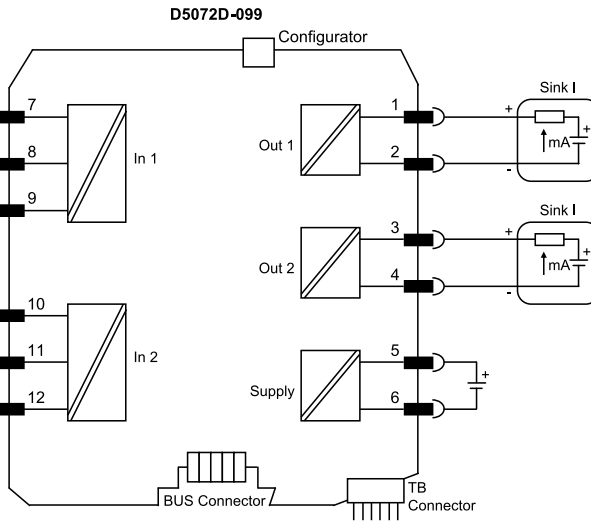 D5072D-099
Configurator
Sink I
7
1
+
+
mA
8
In 1
Out 1
2
-
9
Sink I
3
+
+
mA
Out 2
4
-
10
11
In 2
5
+
Supply
12
6
BUS Connector
TB
Connector